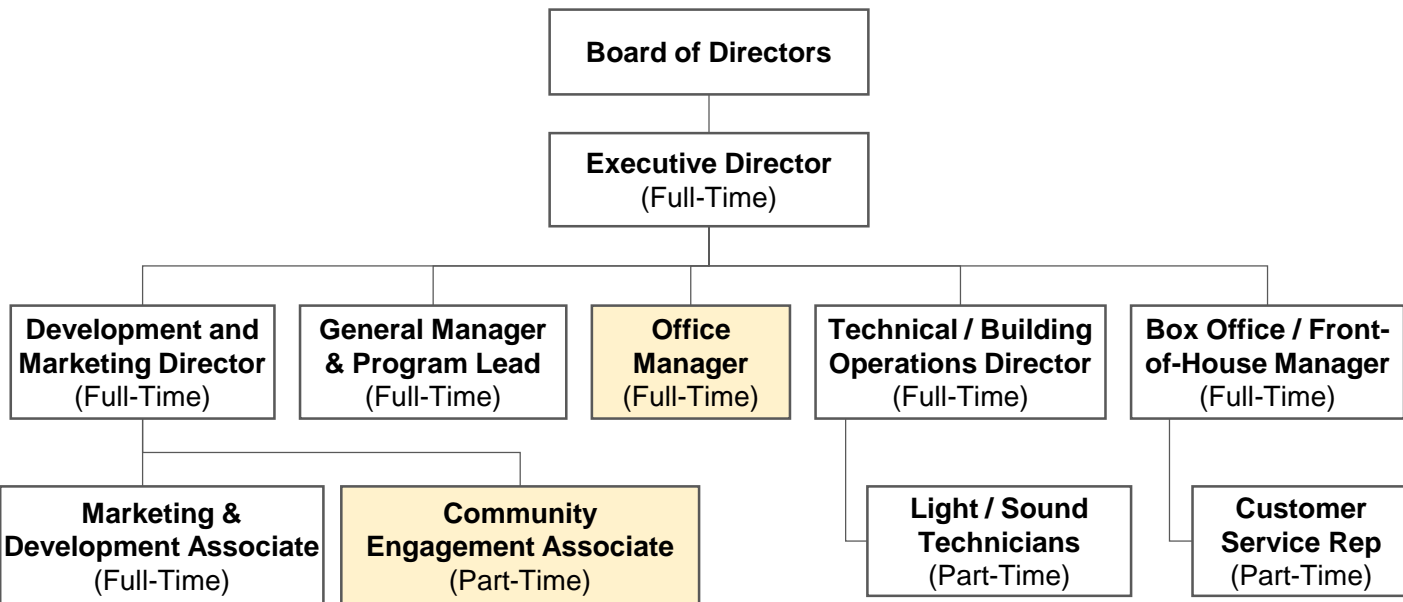 Board of Directors
Executive Director
(Full-Time)
Development and
Marketing Director
(Full-Time)
General Manager
& Program Lead
(Full-Time)
Office
Manager
(Full-Time)
Technical / Building
Operations Director
(Full-Time)
Box Office / Front-
of-House Manager
(Full-Time)
Marketing &
Development Associate
(Full-Time)
Community
Engagement Associate
(Part-Time)
Light / Sound
Technicians
(Part-Time)
Customer
Service Rep
(Part-Time)